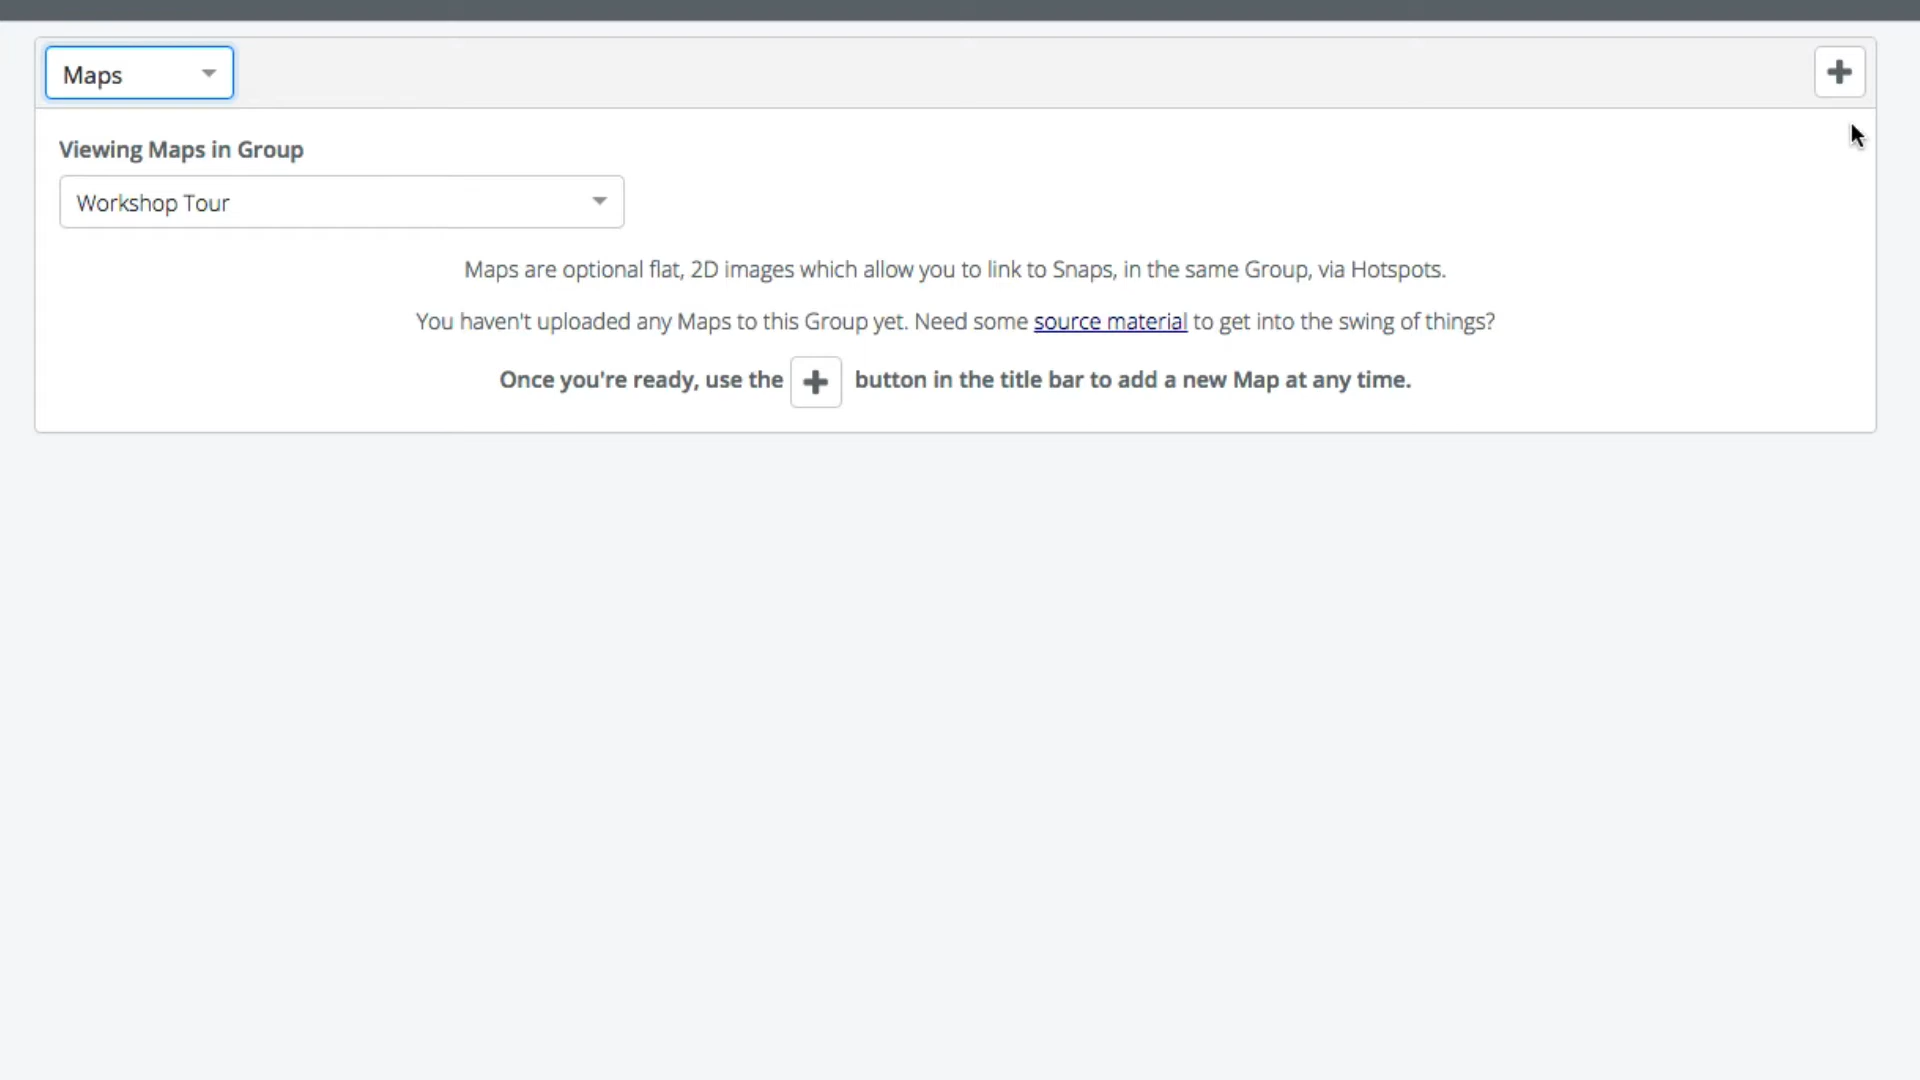 Maps
Viewing Maps in Group
Workshop Tour
Maps are optional flat, 2D images which allow you to link to Snaps, in the same Group, via Hotspots.
You haven't uploaded any Maps to this Group yet. Need some source material to get into the swing of things?
Once you're ready, use the + button in the title bar to add a new Map at any time.